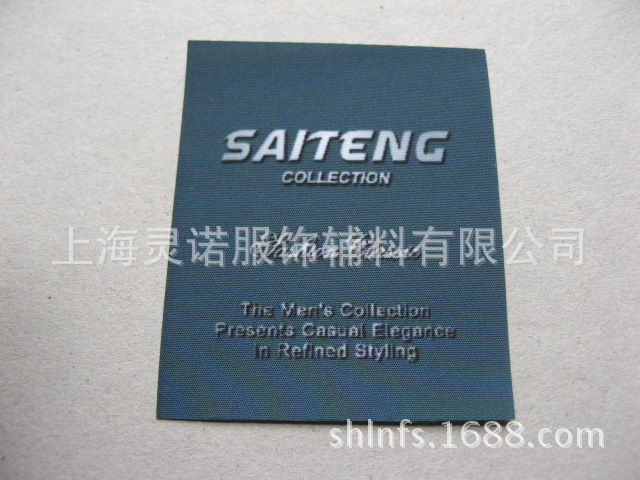 SAITENG
COLLECTION
上海灵诺服饰辅料有限公司
The Men's Collection
Presents Casual Elegance
in Refined Styling
shlnfs.1688.com